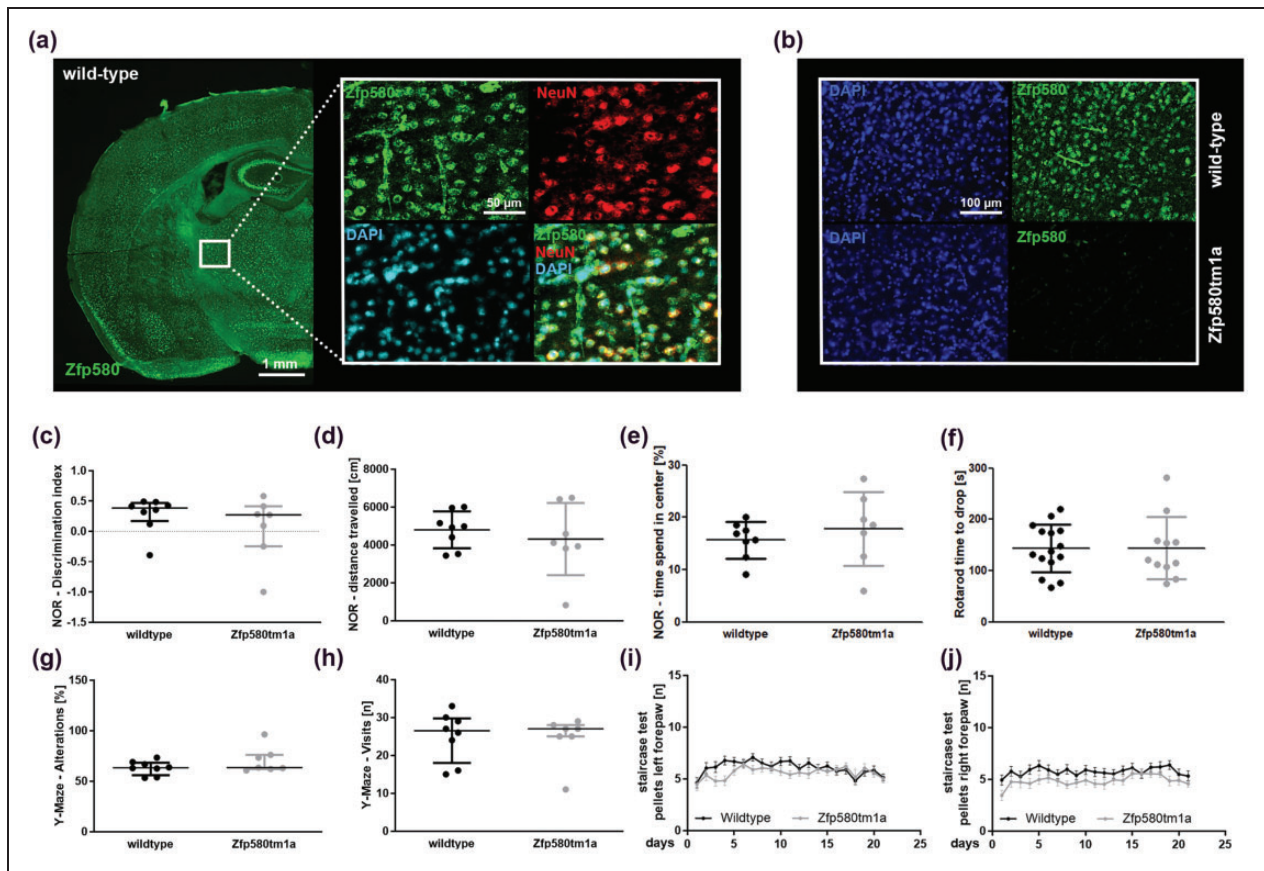 (a)
wild-type
Zfp580
1 mm
Zfp580
NeuN
50 µm
DAPI
Zfp580
NeuN
DAPI
(b)
DAPI
Zfp580
100 µm
DAPI
Zfp580
wild-type
Zfp580tm1a
(c)
NOR - Discrimination index
1.0
0.5
0.0
-0.5
-1.0
-1.5
wildtype
Zfp580tm1a
(d)
NOR - distance travelled [cm]
8000
6000
4000
2000
0
wildtype
Zfp580tm1a
(e)
NOR - time spend in center [%]
30
20
10
0
wildtype
Zfp580tm1a
(f)
Rotarod time to drop [s]
300
200
100
0
wildtype
Zfp580tm1a
(g)
Y-Maze - Alterations [%]
150
100
50
0
wildtype
Zfp580tm1a
(h)
Y-Maze - Visits [n]
40
30
20
10
0
wildtype
Zfp580tm1a
(i)
staircase test
pellets left forepaw [n]
15
10
5
0
Wildtype
Zfp580tm1a
days
0
5
10
15
20
25
(j)
staircase test
pellets right forepaw [n]
15
10
5
0
Wildtype
Zfp580tm1a
days
0
5
10
15
20
25